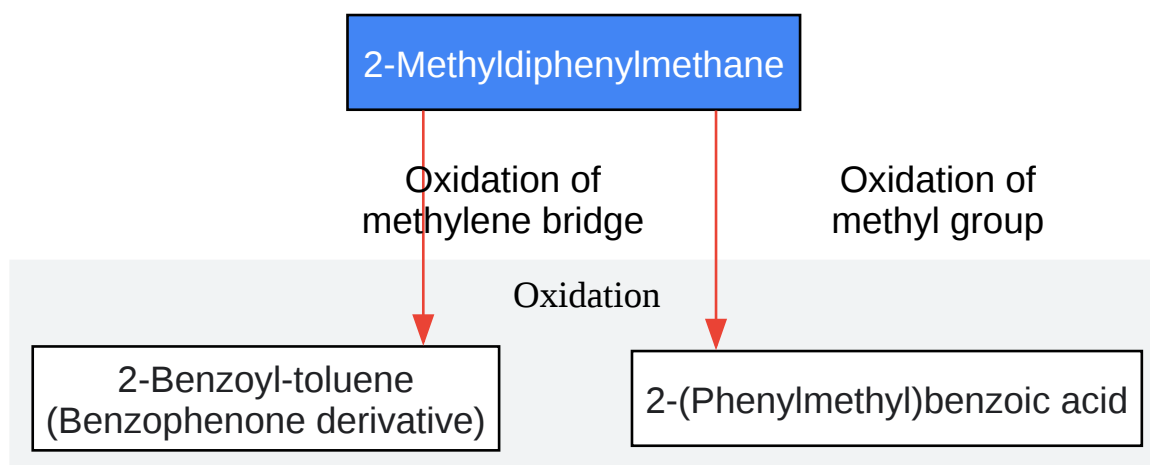 2-Methyldiphenylmethane
Oxidation of
methylene bridge
Oxidation of
methyl group
Oxidation
2-Benzoyl-toluene
(Benzophenone derivative)
2-(Phenylmethyl)benzoic acid